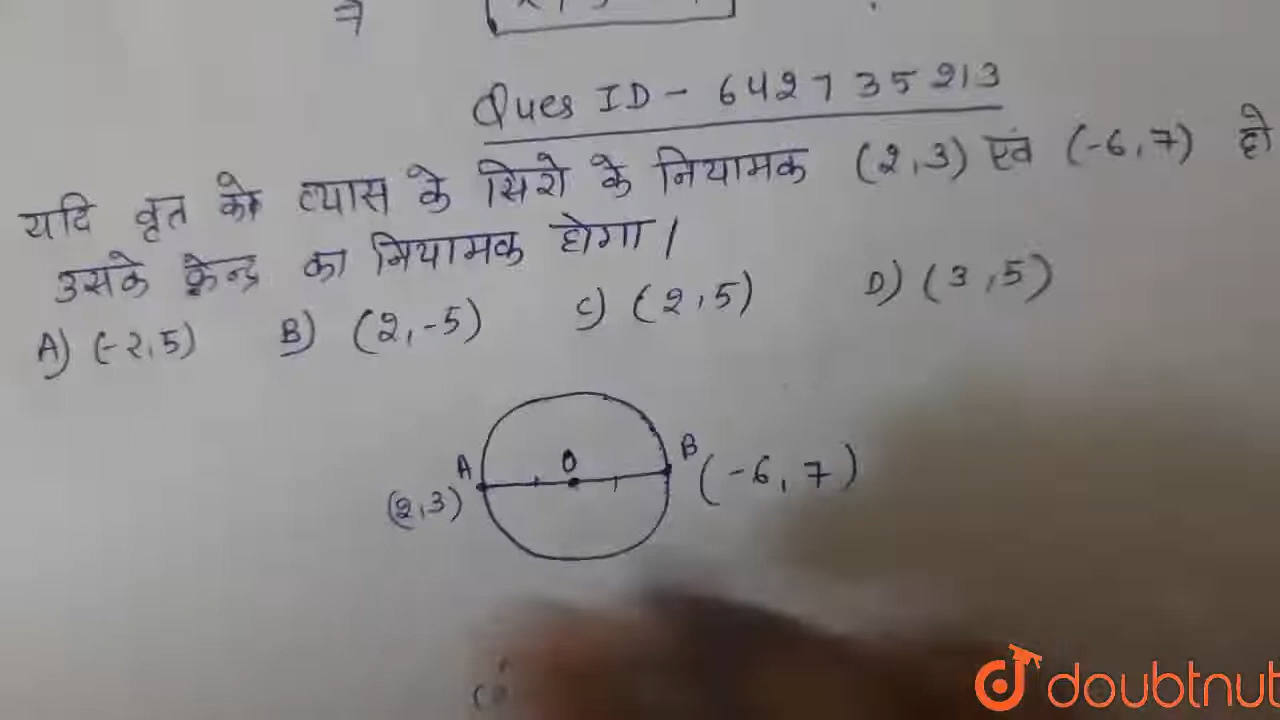 ⇒
Ques ID - 642735213
यदि वृत को व्यास के सिरो के नियामक (2,3) एवं (-6,7) हो
उसके केन्द्र का नियामक होगा।
A) (-2,5) B) (2,-5) C) (2,5) D) (3,5)
A O B
(2,3) (-6,7)
doubtnut